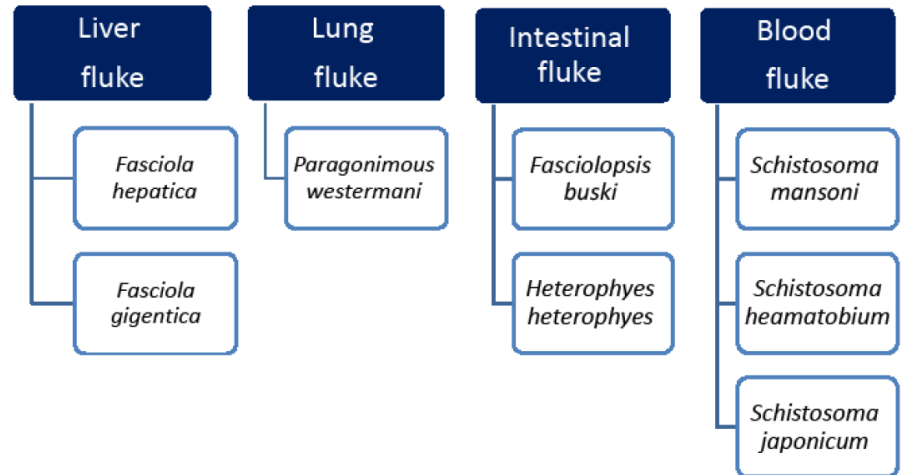 Liver
fluke
Fasciola
hepatica
Fasciola
gigentica
Lung
fluke
Paragonimous
westermani
Intestinal
fluke
Fasciolopsis
buski
Heterophyes
heterophyes
Blood
fluke
Schistosoma
mansoni
Schistosoma
heamatobium
Schistosoma
japonicum